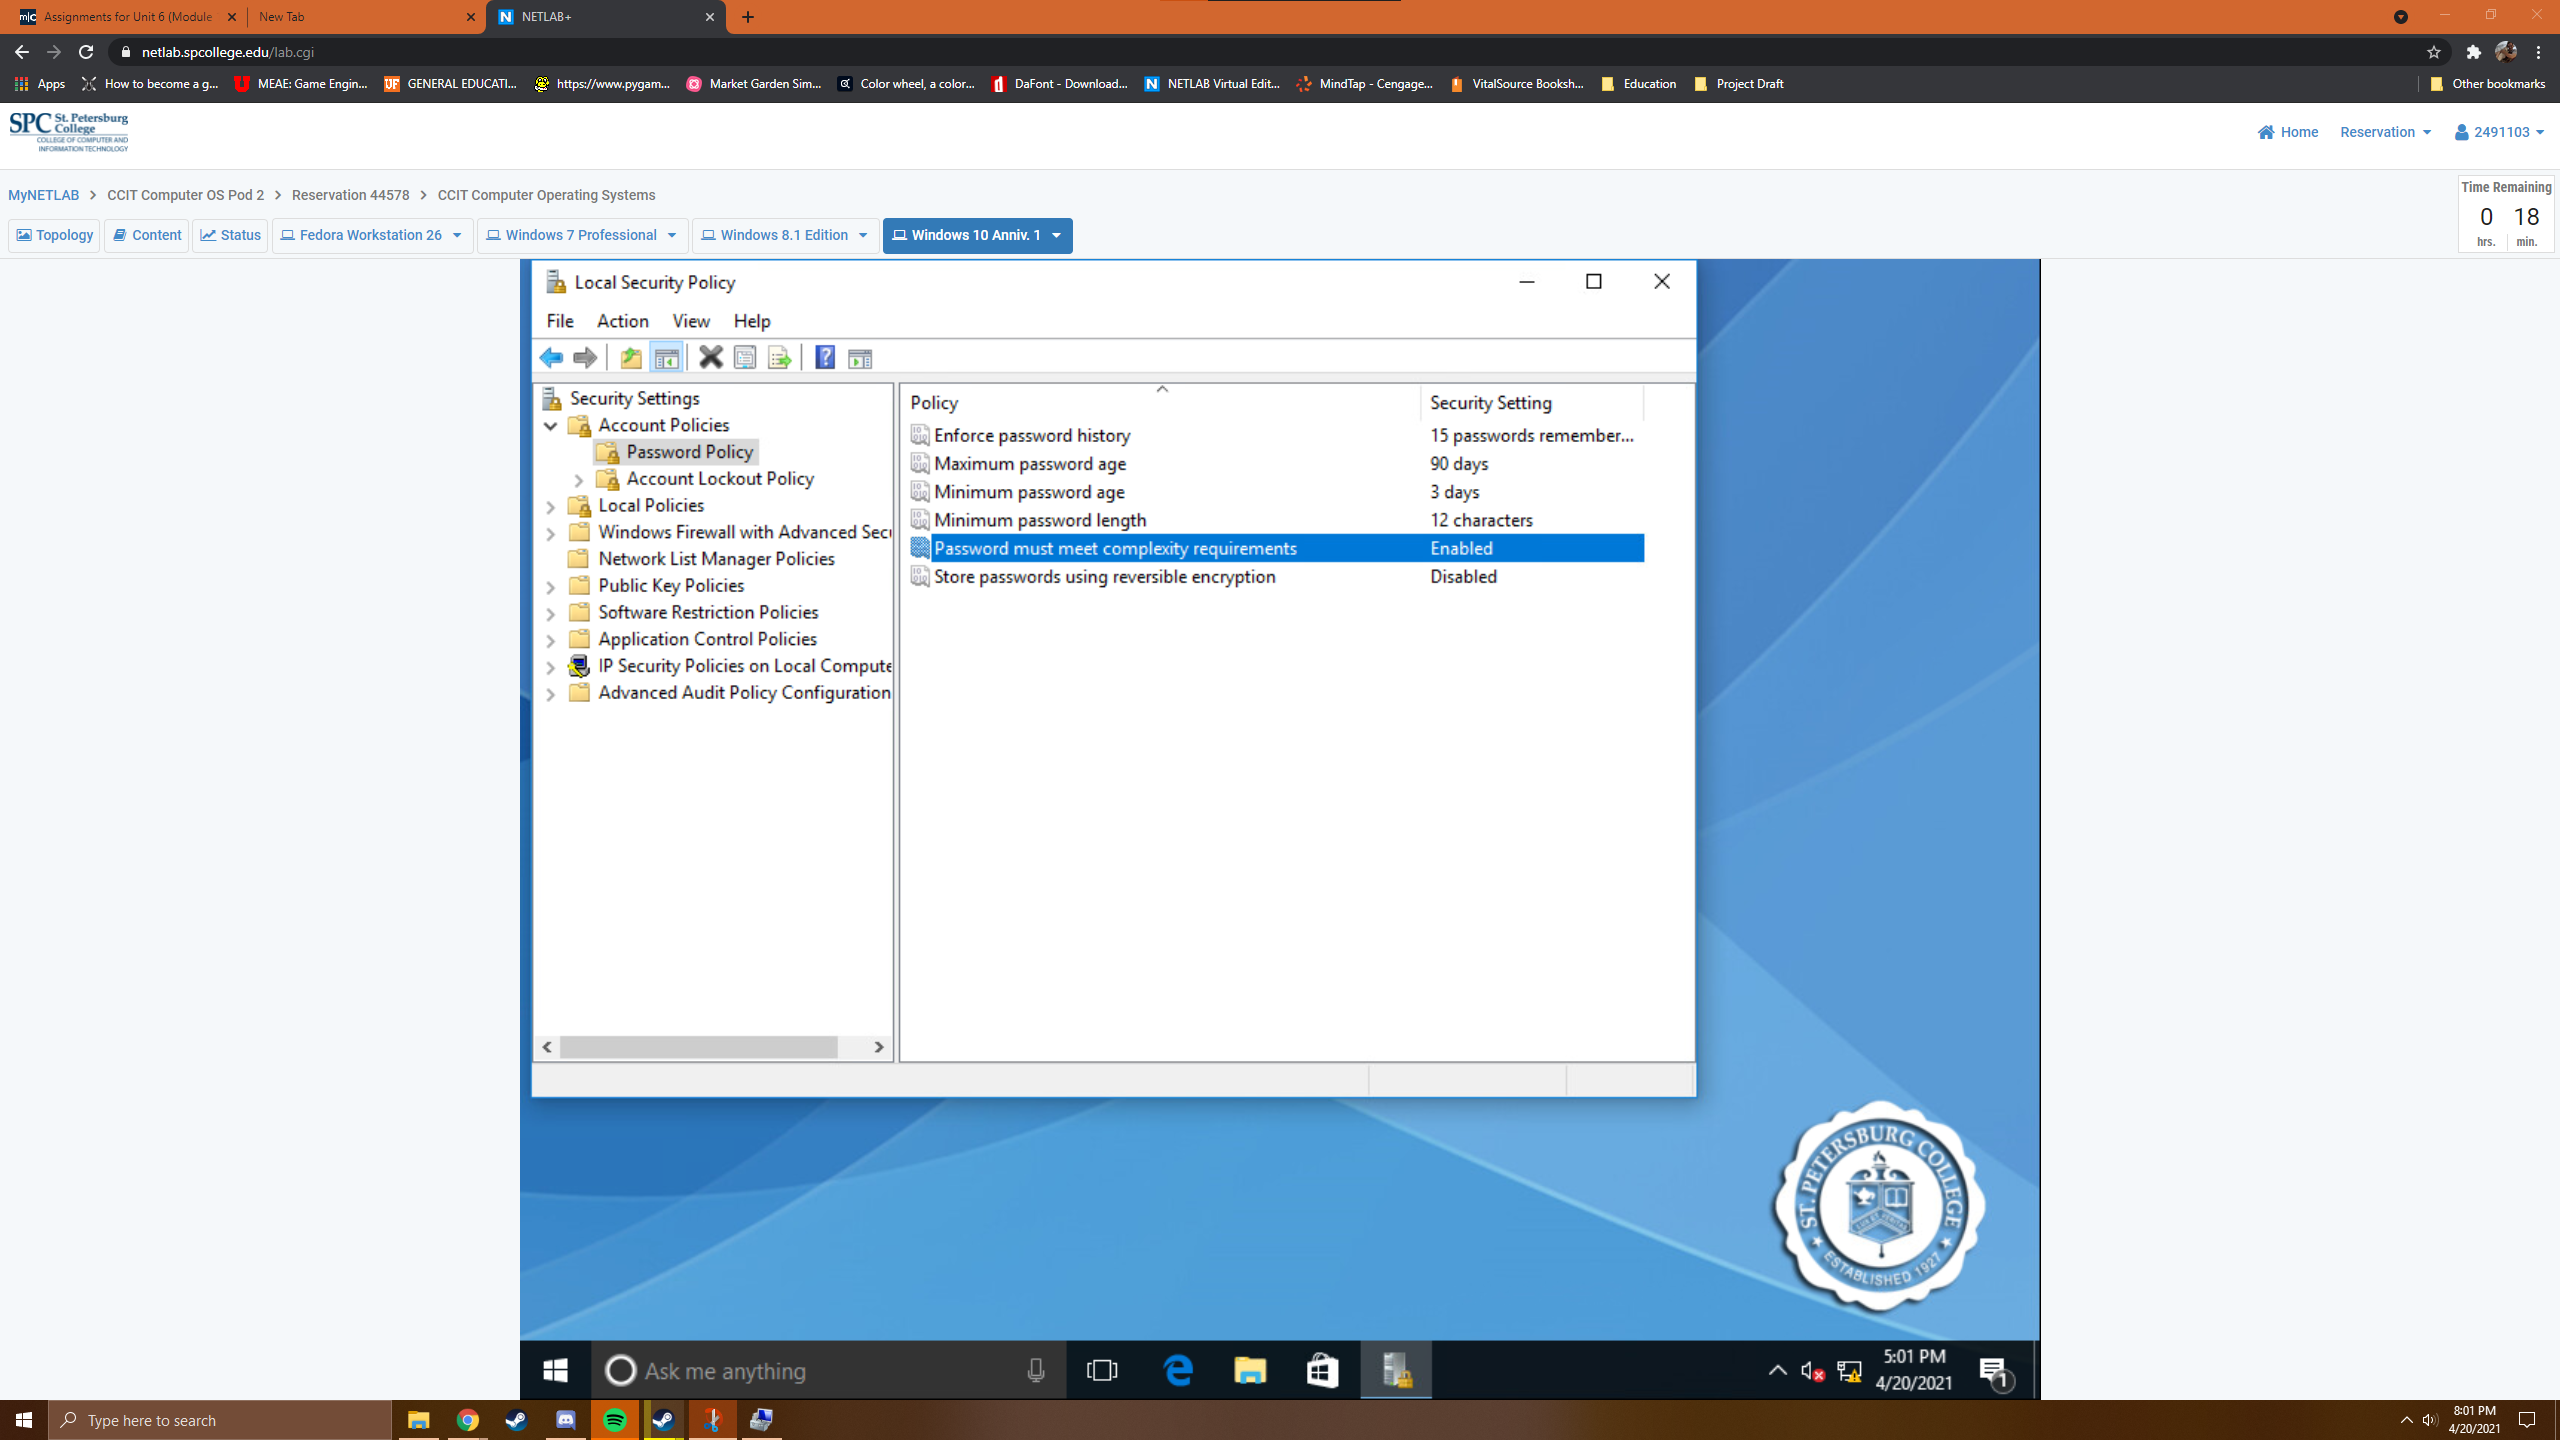 Assignments for Unit 6 (Module
New Tab
NETLAB+
netlab.spcollege.edu/lab.cgi
Apps
How to become a g...
MEAE: Game Engin...
GENERAL EDUCATI...
https://www.pygam...
Market Garden Sim...
Color wheel, a color...
DaFont - Download...
NETLAB Virtual Edit...
MindTap - Cengage...
VitalSource Booksh...
Education
Project Draft
Other bookmarks
SPC St. Petersburg College
COLLEGE OF COMPUTER AND
INFORMATION TECHNOLOGY
Home
Reservation
2491103
MyNETLAB > CCIT Computer OS Pod 2 > Reservation 44578 > CCIT Computer Operating Systems
Time Remaining
0 18
hrs. min.
Topology
Content
Status
Fedora Workstation 26
Windows 7 Professional
Windows 8.1 Edition
Windows 10 Anniv. 1
Local Security Policy
File Action View Help
Security Settings
Account Policies
Password Policy
Account Lockout Policy
Local Policies
Windows Firewall with Advanced Secu
Network List Manager Policies
Public Key Policies
Software Restriction Policies
Application Control Policies
IP Security Policies on Local Compute
Advanced Audit Policy Configuration
Policy Security Setting
Enforce password history 15 passwords remember...
Maximum password age 90 days
Minimum password age 3 days
Minimum password length 12 characters
Password must meet complexity requirements Enabled
Store passwords using reversible encryption Disabled
ST. PETERSBURG COLLEGE
ESTABLISHED 1927
Ask me anything
5:01 PM
4/20/2021
1
Type here to search
8:01 PM
4/20/2021